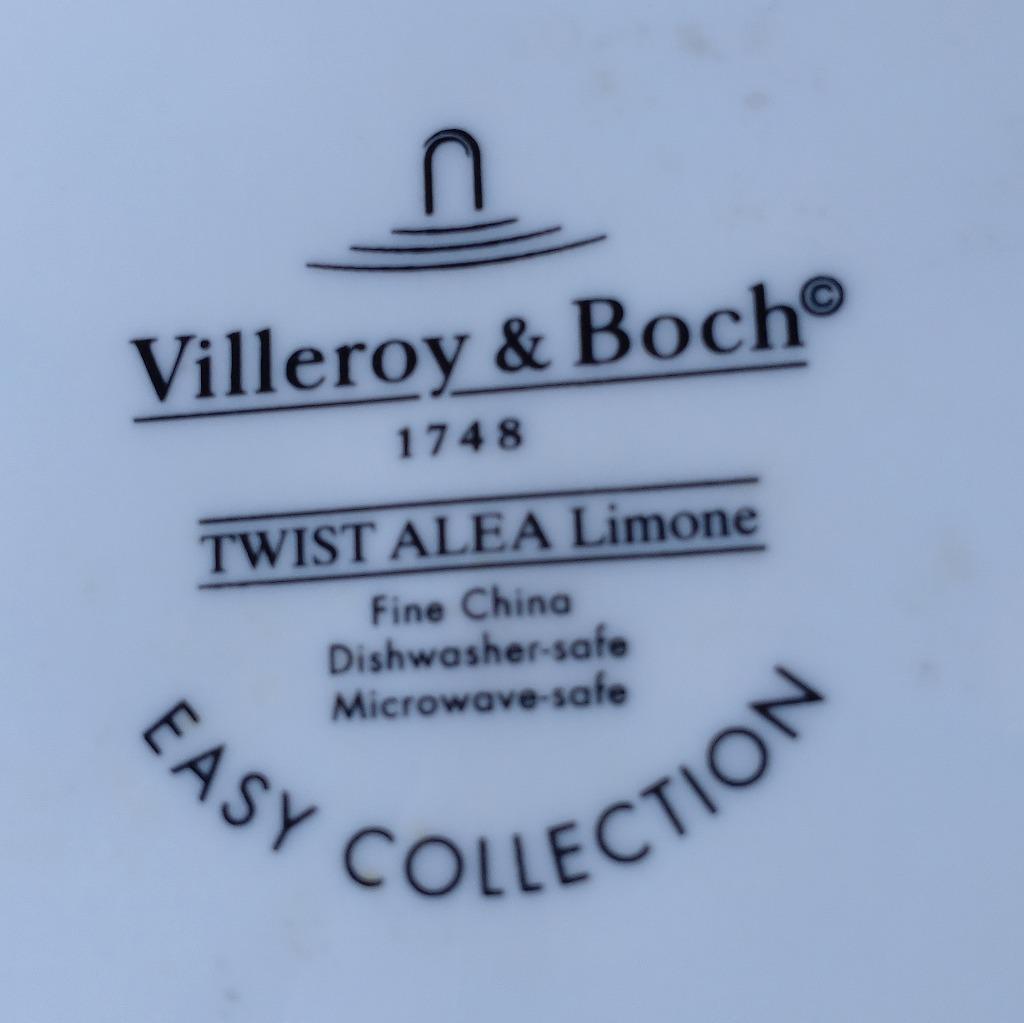 Villeroy & Boch©
1748
TWIST ALEA Limone
Fine China
Dishwasher-safe
Microwave-safe
EASY COLLECTION